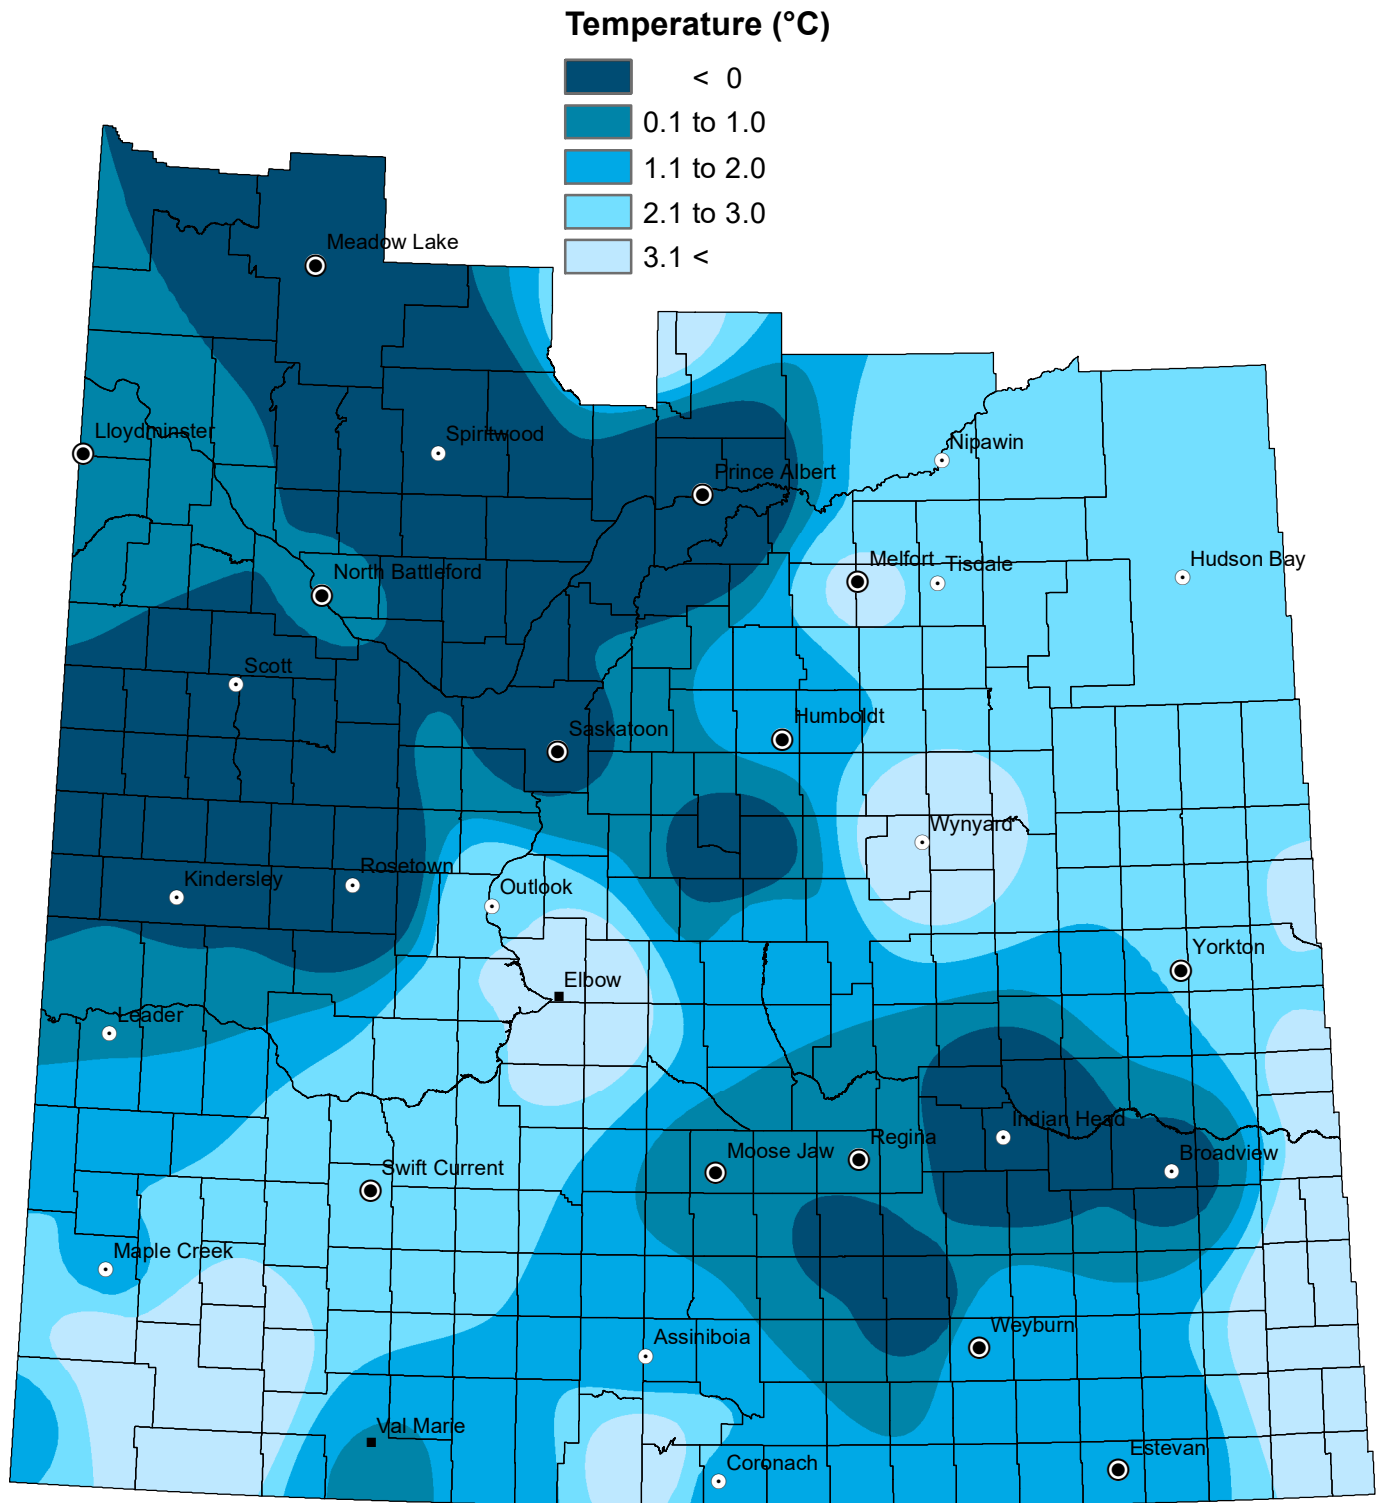 Temperature (°C)
< 0
0.1 to 1.0
1.1 to 2.0
2.1 to 3.0
3.1 <
Meadow Lake
Lloydminster
Spiritwood
Nipawin
Prince Albert
Melfort
Tisdale
Hudson Bay
North Battleford
Scott
Saskatoon
Humboldt
Wynyard
Rosetown
Kindersley
Outlook
Yorkton
Elbow
Leader
Indian Head
Regina
Moose Jaw
Broadview
Swift Current
Maple Creek
Weyburn
Assiniboia
Val Marie
Estevan
Coronach